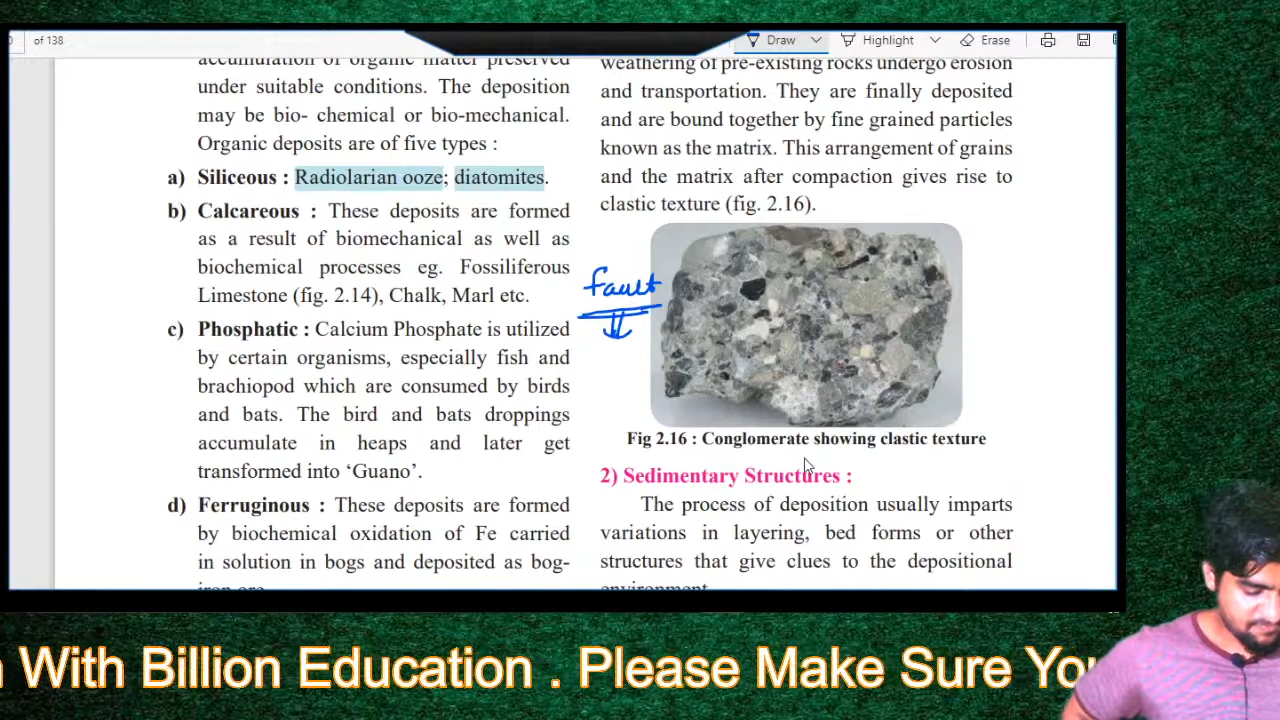 of 138
Draw
Highlight
Erase
accumulation of organic matter preserved
under suitable conditions. The deposition
may be bio- chemical or bio-mechanical.
Organic deposits are of five types :
a) Siliceous : Radiolarian ooze; diatomites.
b) Calcareous : These deposits are formed
as a result of biomechanical as well as
biochemical processes eg. Fossiliferous
Limestone (fig. 2.14), Chalk, Marl etc.
c) Phosphatic : Calcium Phosphate is utilized
by certain organisms, especially fish and
brachiopod which are consumed by birds
and bats. The bird and bats droppings
accumulate in heaps and later get
transformed into ‘Guano’.
d) Ferruginous : These deposits are formed
by biochemical oxidation of Fe carried
in solution in bogs and deposited as bog-
iron ore.
weathering of pre-existing rocks undergo erosion
and transportation. They are finally deposited
and are bound together by fine grained particles
known as the matrix. This arrangement of grains
and the matrix after compaction gives rise to
clastic texture (fig. 2.16).
fault
Fig 2.16 : Conglomerate showing clastic texture
2) Sedimentary Structures :
The process of deposition usually imparts
variations in layering, bed forms or other
structures that give clues to the depositional
environment.
With Billion Education . Please Make Sure